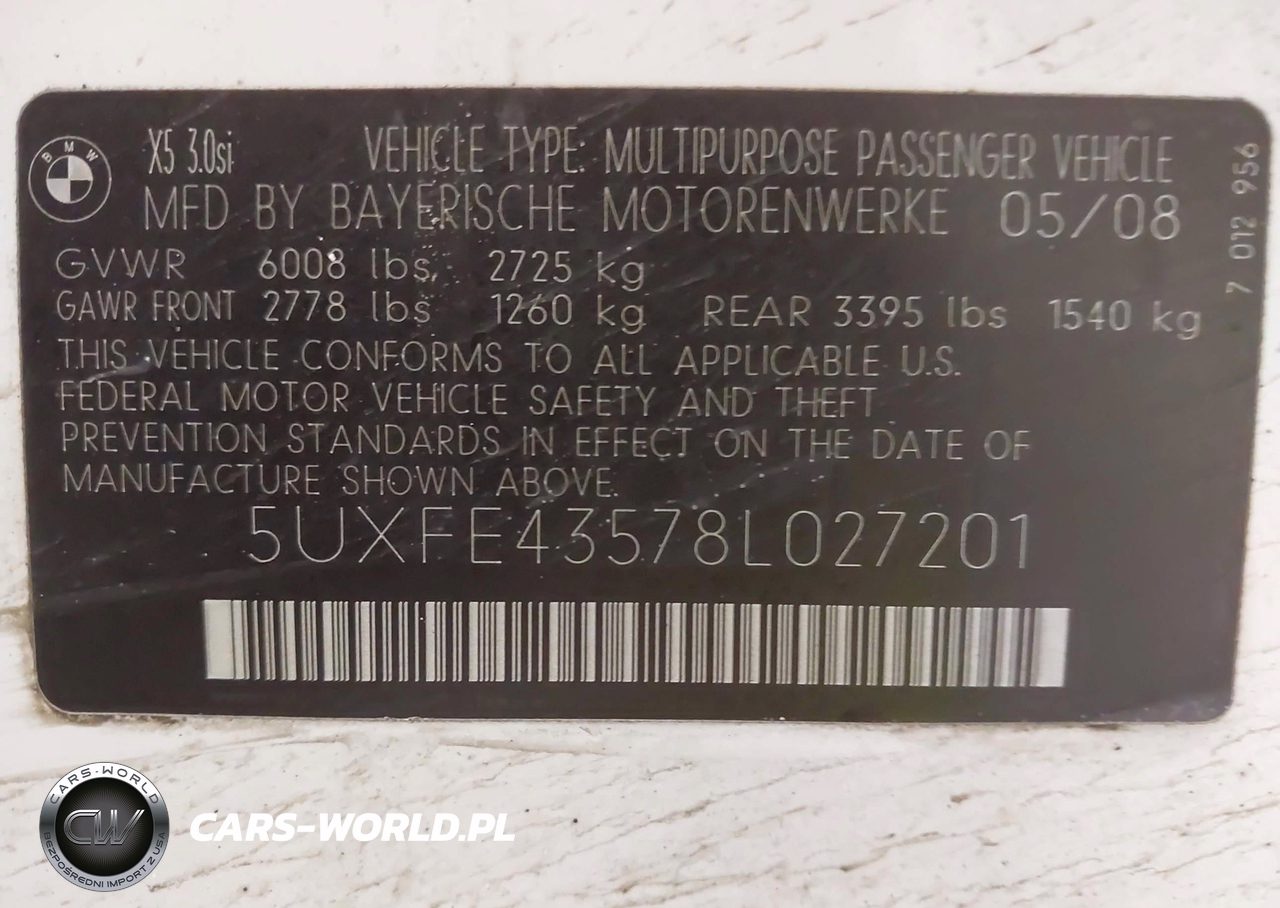 BMW
X5 3.0si VEHICLE TYPE: MULTIPURPOSE PASSENGER VEHICLE
MFD BY BAYERISCHE MOTORENWERKE 05/08
7 012 956
GVWR 6008 lbs, 2725 kg
GAWR FRONT 2778 lbs 1260 kg REAR 3395 lbs 1540 kg
THIS VEHICLE CONFORMS TO ALL APPLICABLE U.S.
FEDERAL MOTOR VEHICLE SAFETY AND THEFT
PREVENTION STANDARDS IN EFFECT ON THE DATE OF
MANUFACTURE SHOWN ABOVE.
5UXFE43578L027201
CARS-WORLD
CW
BEZPOŚREDNI IMPORT Z USA
CARS-WORLD.PL